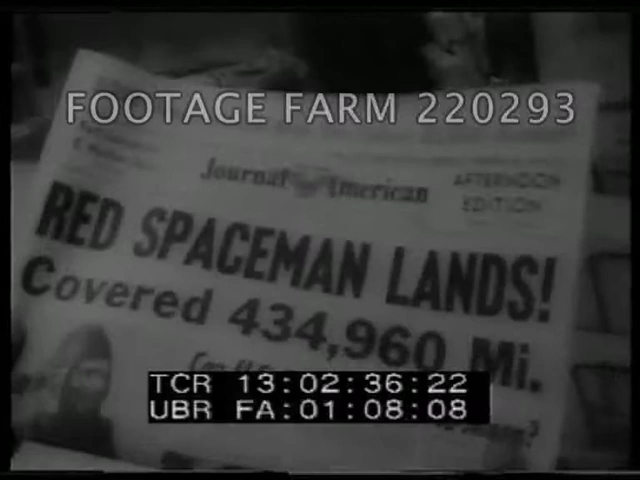 FOOTAGE FARM 220293
Journal American
AFTERNOON
EDITION
RED SPACEMAN LANDS!
Covered 434,960 Mi.
TCR 13:02:36:22
UBR FA:01:08:08